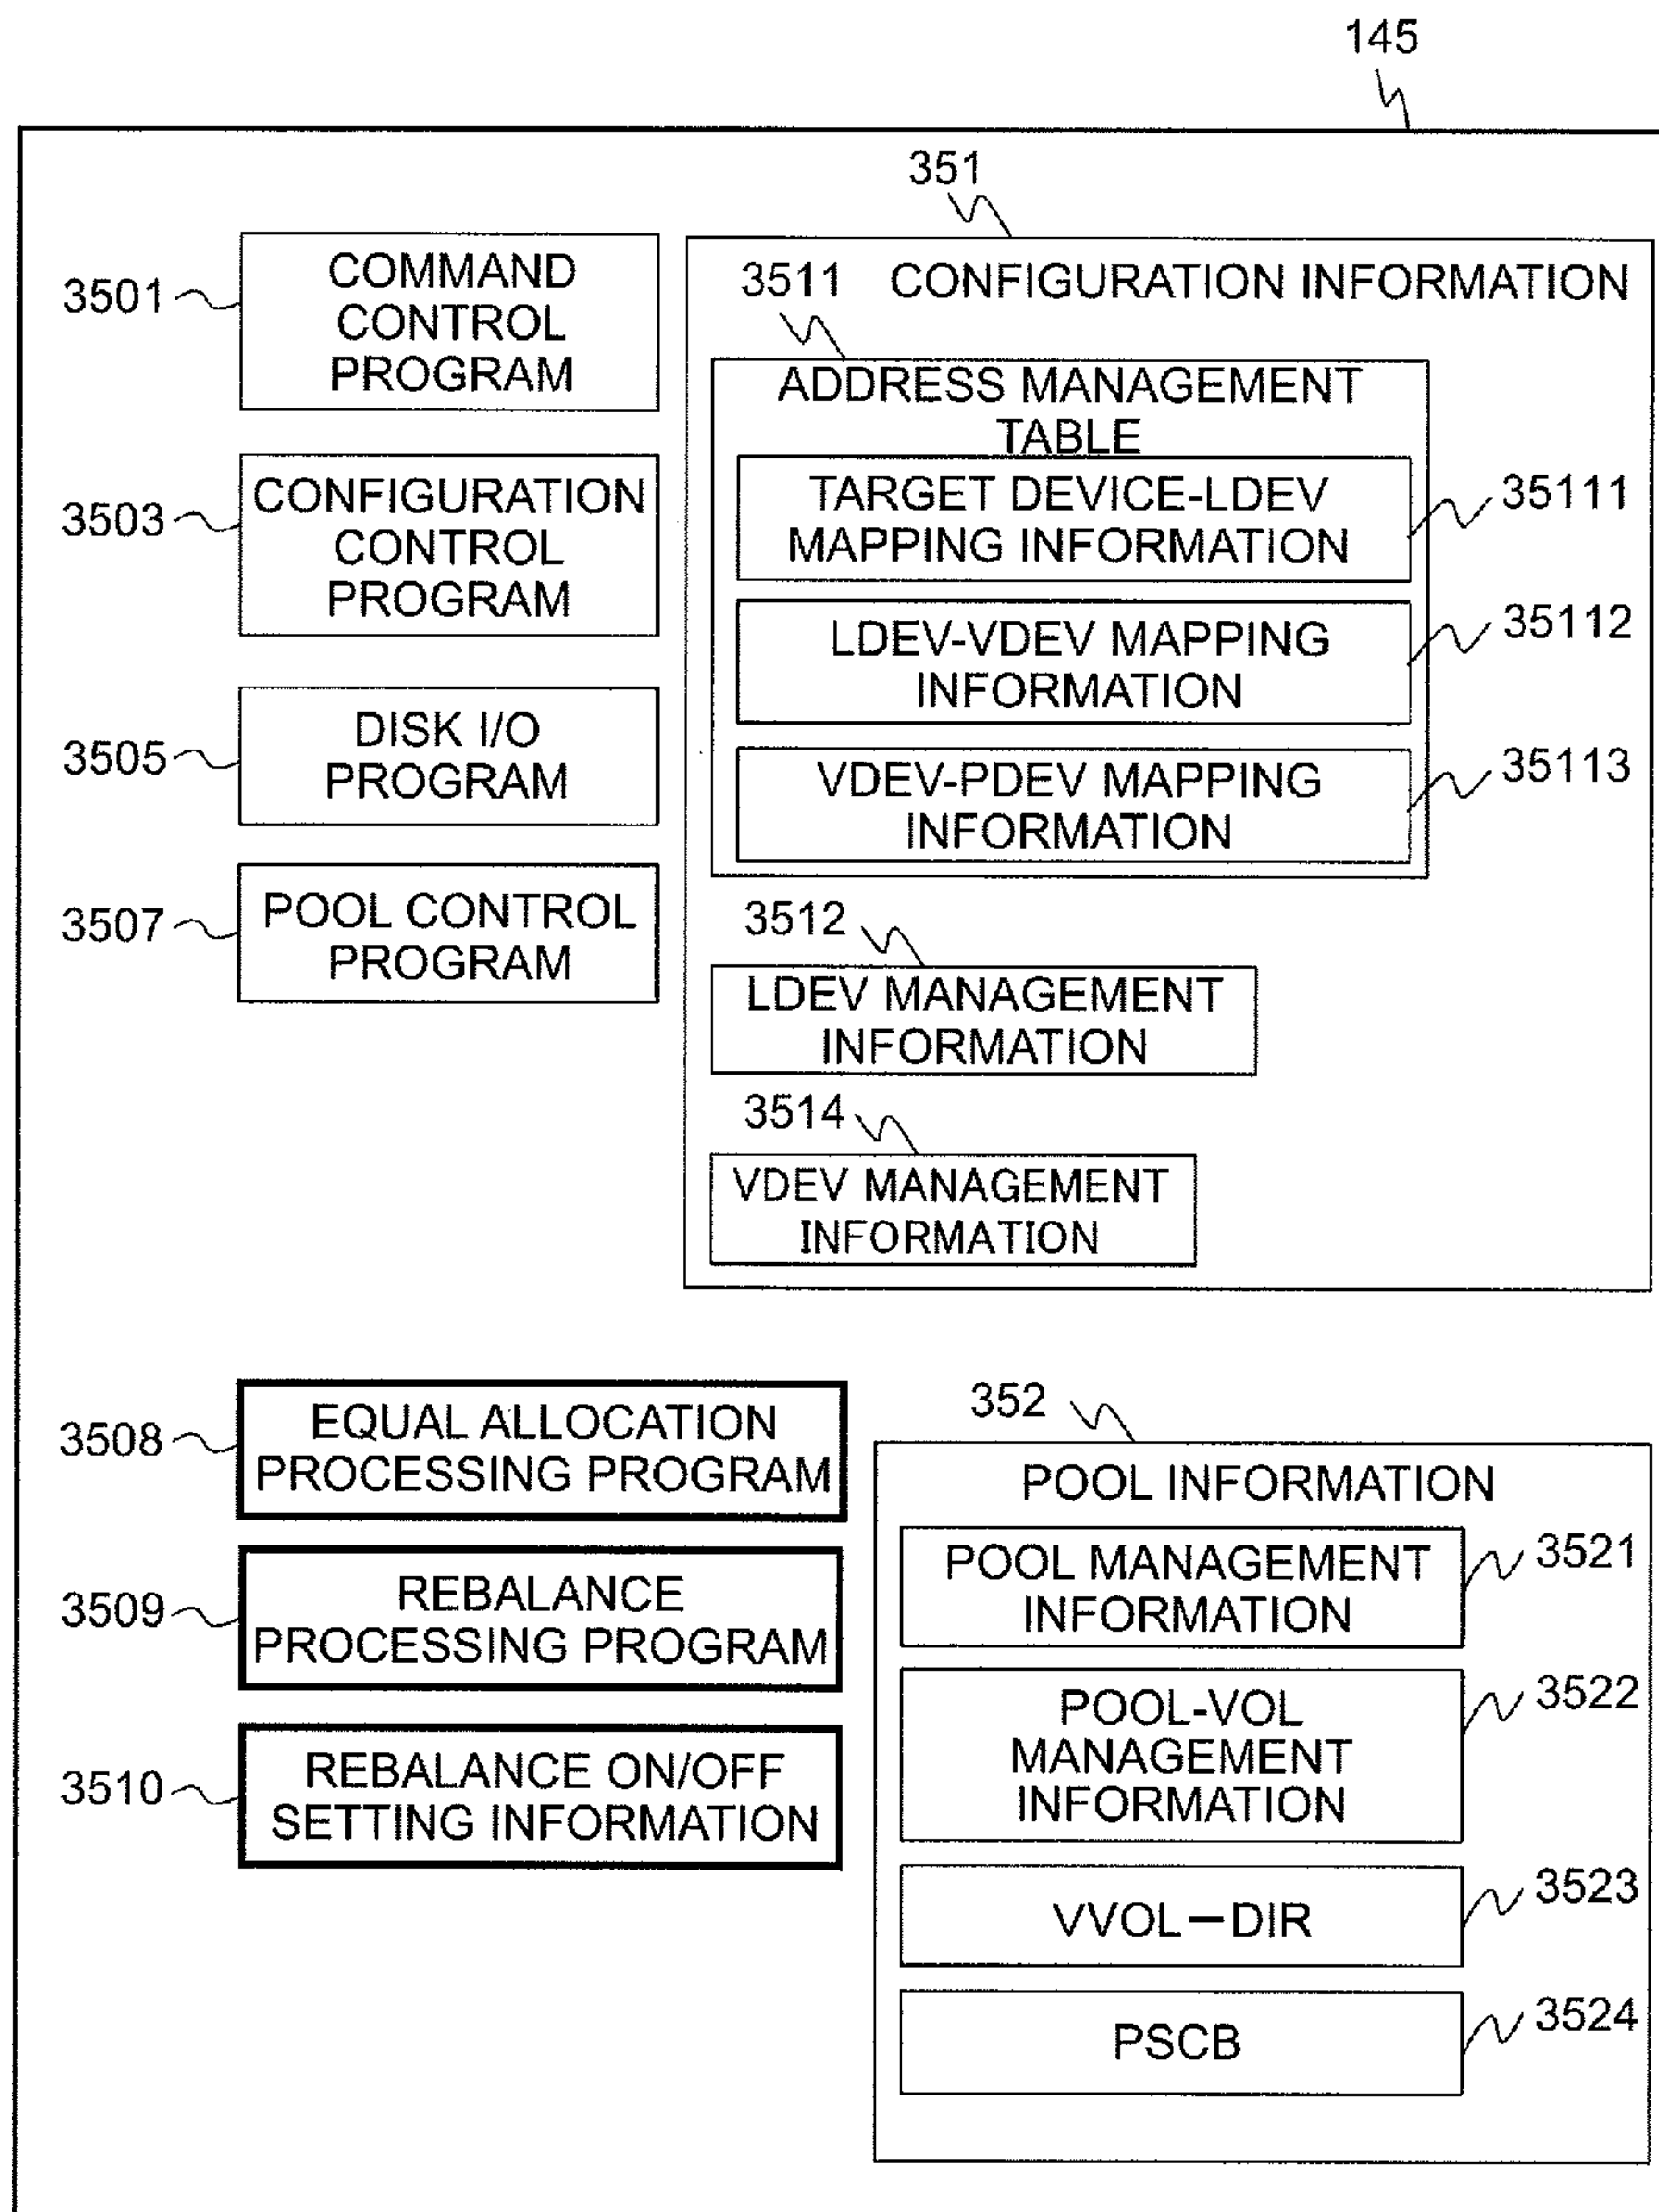 145
3501
COMMAND
CONTROL
PROGRAM
3503
CONFIGURATION
CONTROL
PROGRAM
3505
DISK I/O
PROGRAM
3507
POOL CONTROL
PROGRAM
351
CONFIGURATION INFORMATION
3511
ADDRESS MANAGEMENT
TABLE
TARGET DEVICE-LDEV
MAPPING INFORMATION
35111
LDEV-VDEV MAPPING
INFORMATION
35112
VDEV-PDEV MAPPING
INFORMATION
35113
3512
LDEV MANAGEMENT
INFORMATION
3514
VDEV MANAGEMENT
INFORMATION
3508
EQUAL ALLOCATION
PROCESSING PROGRAM
3509
REBALANCE
PROCESSING PROGRAM
3510
REBALANCE ON/OFF
SETTING INFORMATION
352
POOL INFORMATION
POOL MANAGEMENT
INFORMATION
3521
POOL-VOL
MANAGEMENT
INFORMATION
3522
VVOL—DIR
3523
PSCB
3524